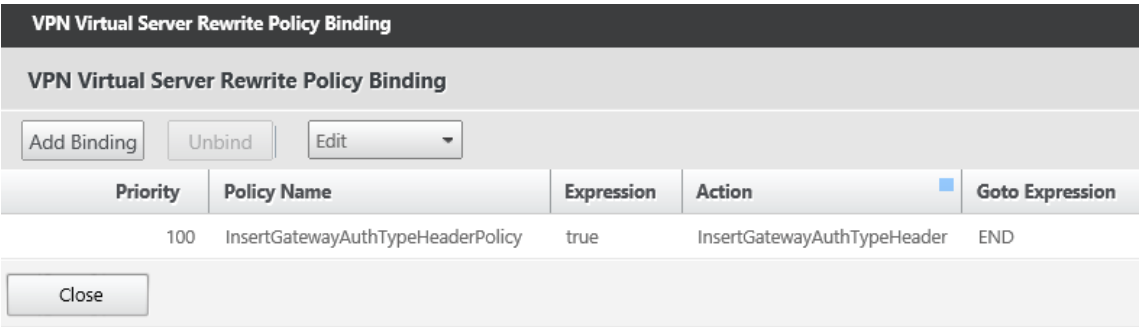 VPN Virtual Server Rewrite Policy Binding
VPN Virtual Server Rewrite Policy Binding
Add Binding Unbind Edit
Priority Policy Name Expression Action Goto Expression
100 InsertGatewayAuthTypeHeaderPolicy true InsertGatewayAuthTypeHeader END
Close